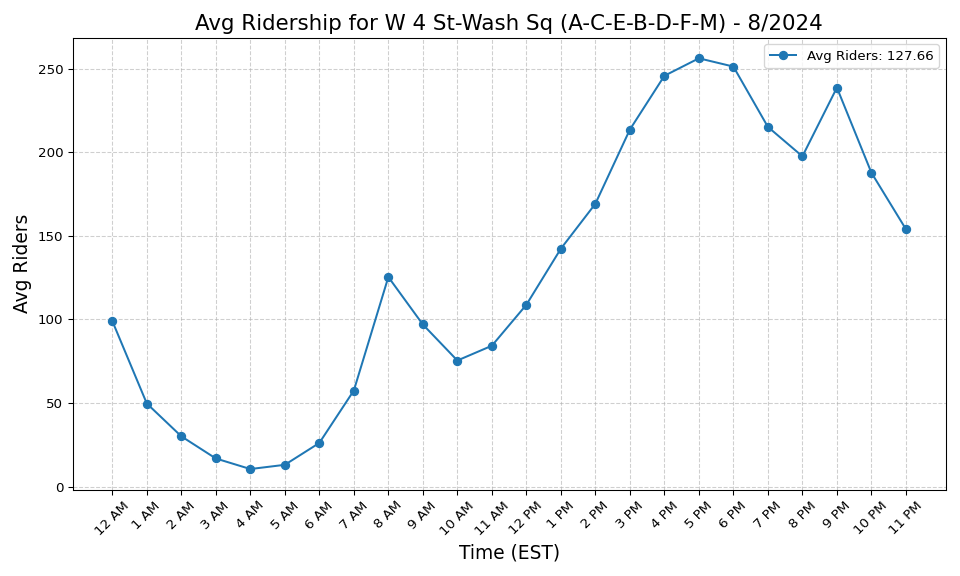 Avg Ridership for W 4 St-Wash Sq (A-C-E-B-D-F-M) - 8/2024
Avg Riders: 127.66
Avg Riders
250
200
150
100
50
0
12 AM
1 AM
2 AM
3 AM
4 AM
5 AM
6 AM
7 AM
8 AM
9 AM
10 AM
11 AM
12 PM
1 PM
2 PM
3 PM
4 PM
5 PM
6 PM
7 PM
8 PM
9 PM
10 PM
11 PM
Time (EST)